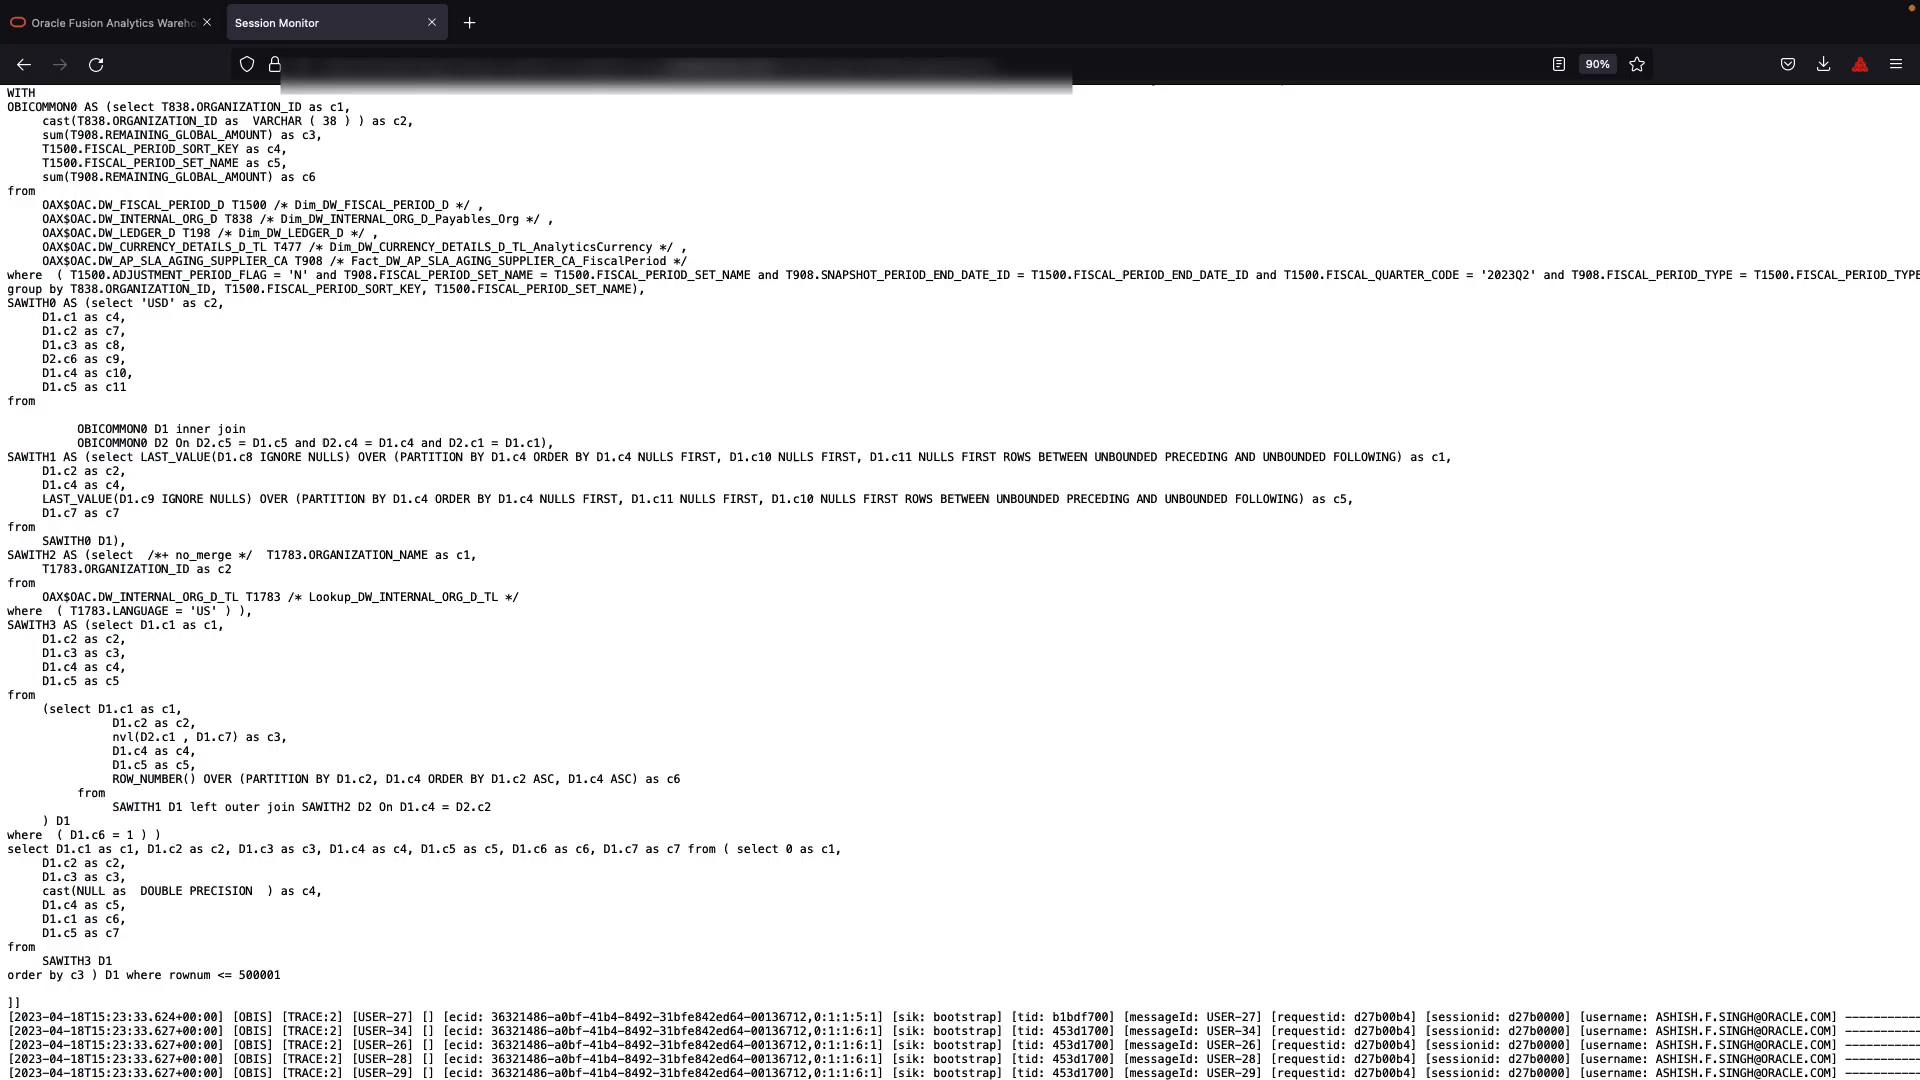 Oracle Fusion Analytics Wareho
Session Monitor
90%
WITH
OBICOMMON0 AS (select T838.ORGANIZATION_ID as c1,
cast(T838.ORGANIZATION_ID as  VARCHAR ( 38 ) ) as c2,
sum(T908.REMAINING_GLOBAL_AMOUNT) as c3,
T1500.FISCAL_PERIOD_SORT_KEY as c4,
T1500.FISCAL_PERIOD_SET_NAME as c5,
sum(T908.REMAINING_GLOBAL_AMOUNT) as c6
from
OAX$OAC.DW_FISCAL_PERIOD_D T1500 /* Dim_DW_FISCAL_PERIOD_D */ ,
OAX$OAC.DW_INTERNAL_ORG_D T838 /* Dim_DW_INTERNAL_ORG_D_Payables_Org */ ,
OAX$OAC.DW_LEDGER_D T198 /* Dim_DW_LEDGER_D */ ,
OAX$OAC.DW_CURRENCY_DETAILS_D_TL T477 /* Dim_DW_CURRENCY_DETAILS_D_TL_AnalyticsCurrency */ ,
OAX$OAC.DW_AP_SLA_AGING_SUPPLIER_CA T908 /* Fact_DW_AP_SLA_AGING_SUPPLIER_CA_FiscalPeriod */
where  ( T1500.ADJUSTMENT_PERIOD_FLAG = 'N' and T908.FISCAL_PERIOD_SET_NAME = T1500.FISCAL_PERIOD_SET_NAME and T908.SNAPSHOT_PERIOD_END_DATE_ID = T1500.FISCAL_PERIOD_END_DATE_ID and T1500.FISCAL_QUARTER_CODE = '2023Q2' and T908.FISCAL_PERIOD_TYPE = T1500.FISCAL_PERIOD_TYPE
group by T838.ORGANIZATION_ID, T1500.FISCAL_PERIOD_SORT_KEY, T1500.FISCAL_PERIOD_SET_NAME),
SAWITH0 AS (select 'USD' as c2,
D1.c1 as c4,
D1.c2 as c7,
D1.c3 as c8,
D2.c6 as c9,
D1.c4 as c10,
D1.c5 as c11
from
OBICOMMON0 D1 inner join
OBICOMMON0 D2 On D2.c5 = D1.c5 and D2.c4 = D1.c4 and D2.c1 = D1.c1),
SAWITH1 AS (select LAST_VALUE(D1.c8 IGNORE NULLS) OVER (PARTITION BY D1.c4 ORDER BY D1.c4 NULLS FIRST, D1.c10 NULLS FIRST, D1.c11 NULLS FIRST ROWS BETWEEN UNBOUNDED PRECEDING AND UNBOUNDED FOLLOWING) as c1,
D1.c2 as c2,
D1.c4 as c4,
LAST_VALUE(D1.c9 IGNORE NULLS) OVER (PARTITION BY D1.c4 ORDER BY D1.c4 NULLS FIRST, D1.c11 NULLS FIRST, D1.c10 NULLS FIRST ROWS BETWEEN UNBOUNDED PRECEDING AND UNBOUNDED FOLLOWING) as c5,
D1.c7 as c7
from
SAWITH0 D1),
SAWITH2 AS (select  /*+ no_merge */  T1783.ORGANIZATION_NAME as c1,
T1783.ORGANIZATION_ID as c2
from
OAX$OAC.DW_INTERNAL_ORG_D_TL T1783 /* Lookup_DW_INTERNAL_ORG_D_TL */
where  ( T1783.LANGUAGE = 'US' ) ),
SAWITH3 AS (select D1.c1 as c1,
D1.c2 as c2,
D1.c3 as c3,
D1.c4 as c4,
D1.c5 as c5
from
(select D1.c1 as c1,
D1.c2 as c2,
nvl(D2.c1 , D1.c7) as c3,
D1.c4 as c4,
D1.c5 as c5,
ROW_NUMBER() OVER (PARTITION BY D1.c2, D1.c4 ORDER BY D1.c2 ASC, D1.c4 ASC) as c6
from
SAWITH1 D1 left outer join SAWITH2 D2 On D1.c4 = D2.c2
) D1
where  ( D1.c6 = 1 ) )
select D1.c1 as c1, D1.c2 as c2, D1.c3 as c3, D1.c4 as c4, D1.c5 as c5, D1.c6 as c6, D1.c7 as c7 from ( select 0 as c1,
D1.c2 as c2,
D1.c3 as c3,
cast(NULL as  DOUBLE PRECISION  ) as c4,
D1.c4 as c5,
D1.c1 as c6,
D1.c5 as c7
from
SAWITH3 D1
order by c3 ) D1 where rownum <= 500001
]]
[2023-04-18T15:23:33.624+00:00] [OBIS] [TRACE:2] [USER-27] [] [ecid: 36321486-a0bf-41b4-8492-31bfe842ed64-00136712,0:1:1:5:1] [sik: bootstrap] [tid: b1bdf700] [messageId: USER-27] [requestid: d27b00b4] [sessionid: d27b0000] [username: ASHISH.F.SINGH@ORACLE.COM] -----------
[2023-04-18T15:23:33.627+00:00] [OBIS] [TRACE:2] [USER-34] [] [ecid: 36321486-a0bf-41b4-8492-31bfe842ed64-00136712,0:1:1:6:1] [sik: bootstrap] [tid: 453d1700] [messageId: USER-34] [requestid: d27b00b4] [sessionid: d27b0000] [username: ASHISH.F.SINGH@ORACLE.COM] -----------
[2023-04-18T15:23:33.627+00:00] [OBIS] [TRACE:2] [USER-26] [] [ecid: 36321486-a0bf-41b4-8492-31bfe842ed64-00136712,0:1:1:6:1] [sik: bootstrap] [tid: 453d1700] [messageId: USER-26] [requestid: d27b00b4] [sessionid: d27b0000] [username: ASHISH.F.SINGH@ORACLE.COM] -----------
[2023-04-18T15:23:33.627+00:00] [OBIS] [TRACE:2] [USER-28] [] [ecid: 36321486-a0bf-41b4-8492-31bfe842ed64-00136712,0:1:1:6:1] [sik: bootstrap] [tid: 453d1700] [messageId: USER-28] [requestid: d27b00b4] [sessionid: d27b0000] [username: ASHISH.F.SINGH@ORACLE.COM] -----------
[2023-04-18T15:23:33.627+00:00] [OBIS] [TRACE:2] [USER-29] [] [ecid: 36321486-a0bf-41b4-8492-31bfe842ed64-00136712,0:1:1:6:1] [sik: bootstrap] [tid: 453d1700] [messageId: USER-29] [requestid: d27b00b4] [sessionid: d27b0000] [username: ASHISH.F.SINGH@ORACLE.COM] -----------